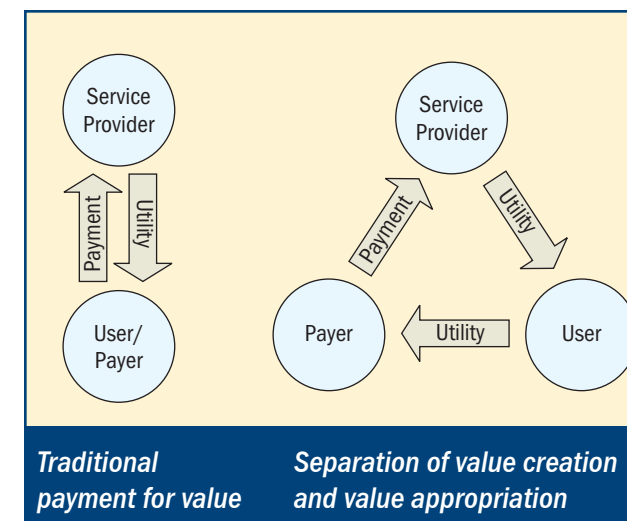 Service
Provider
Payment
Utility
User/
Payer
Service
Provider
Payment
Utility
Payer
Utility
User
Traditional
payment for value
Separation of value creation
and value appropriation